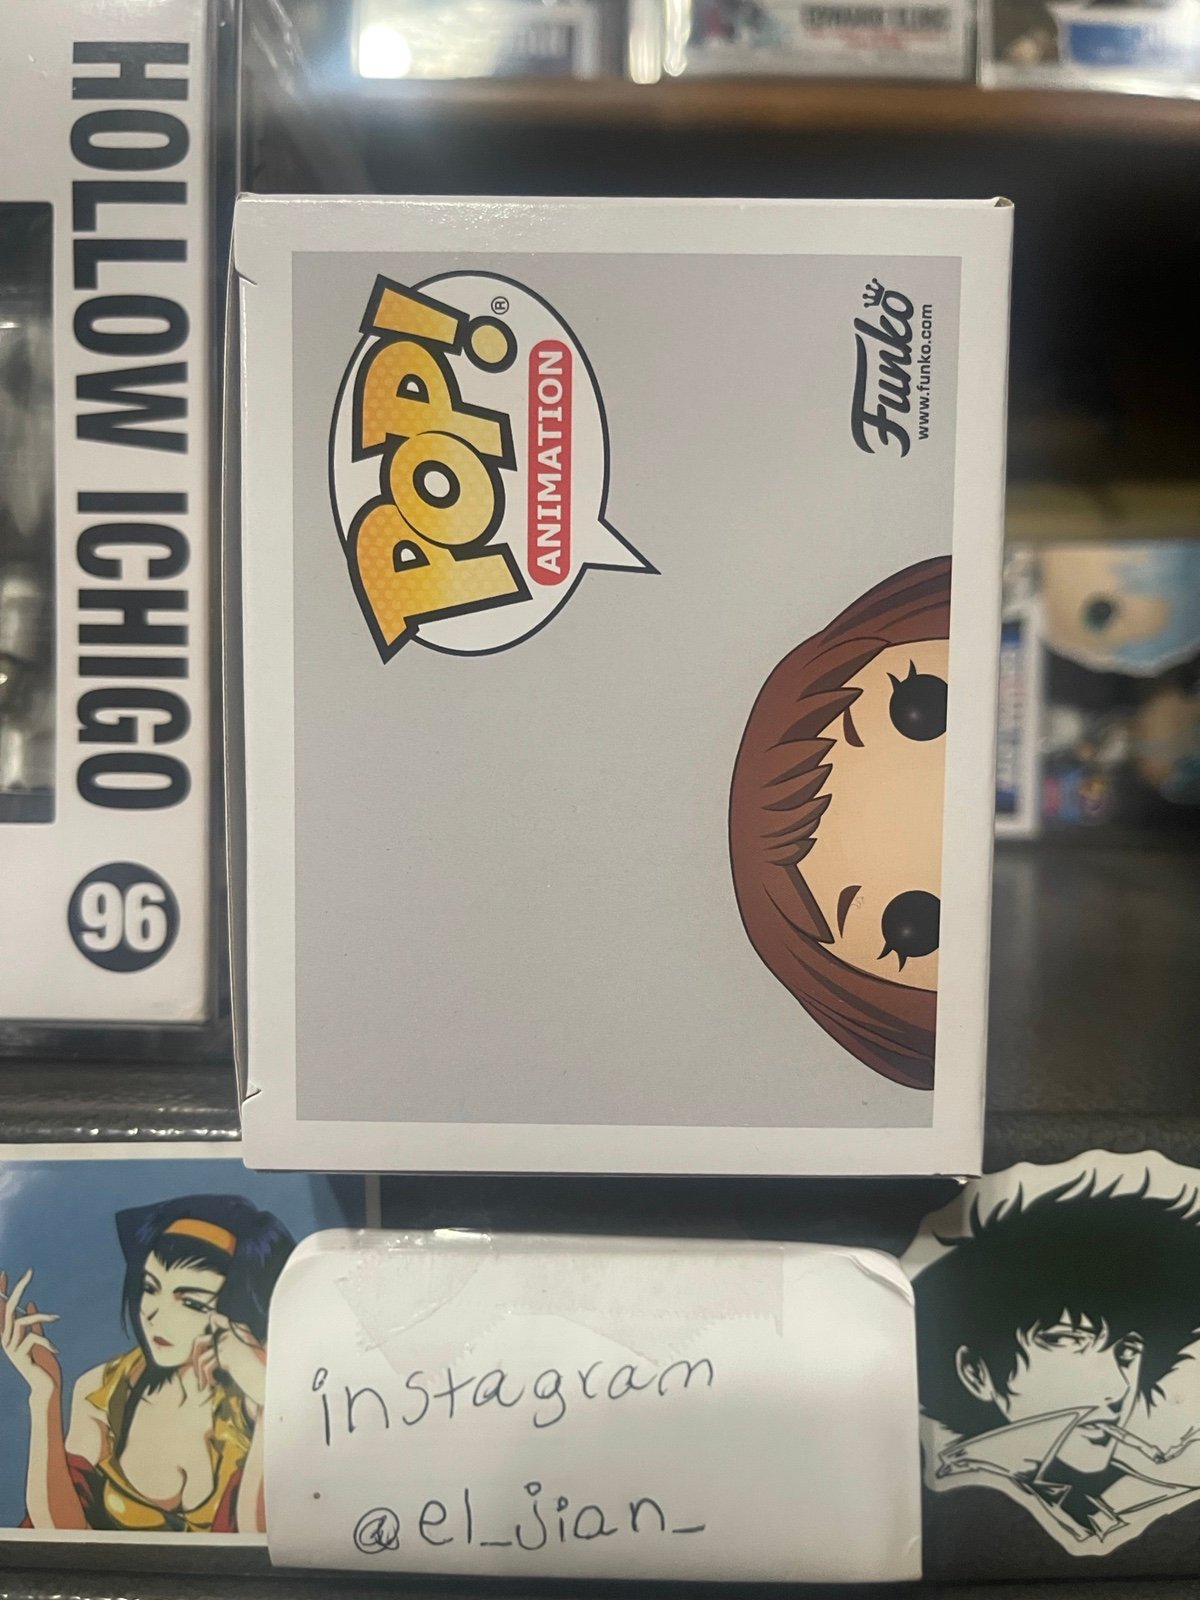 HOLLOW ICHIGO
96
POP!
®
ANIMATION
Funko
www.funko.com
instagram
@el_jian_